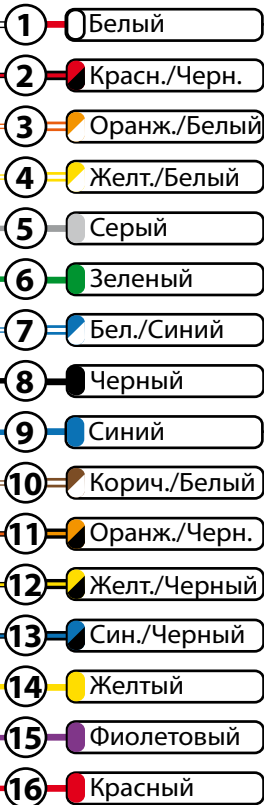 1 Белый
2 Красн./Черн.
3 Оранж./Белый
4 Желт./Белый
5 Серый
6 Зеленый
7 Бел./Синий
8 Черный
9 Синий
10 Корич./Белый
11 Оранж./Черн.
12 Желт./Черный
13 Син./Черный
14 Желтый
15 Фиолетовый
16 Красный